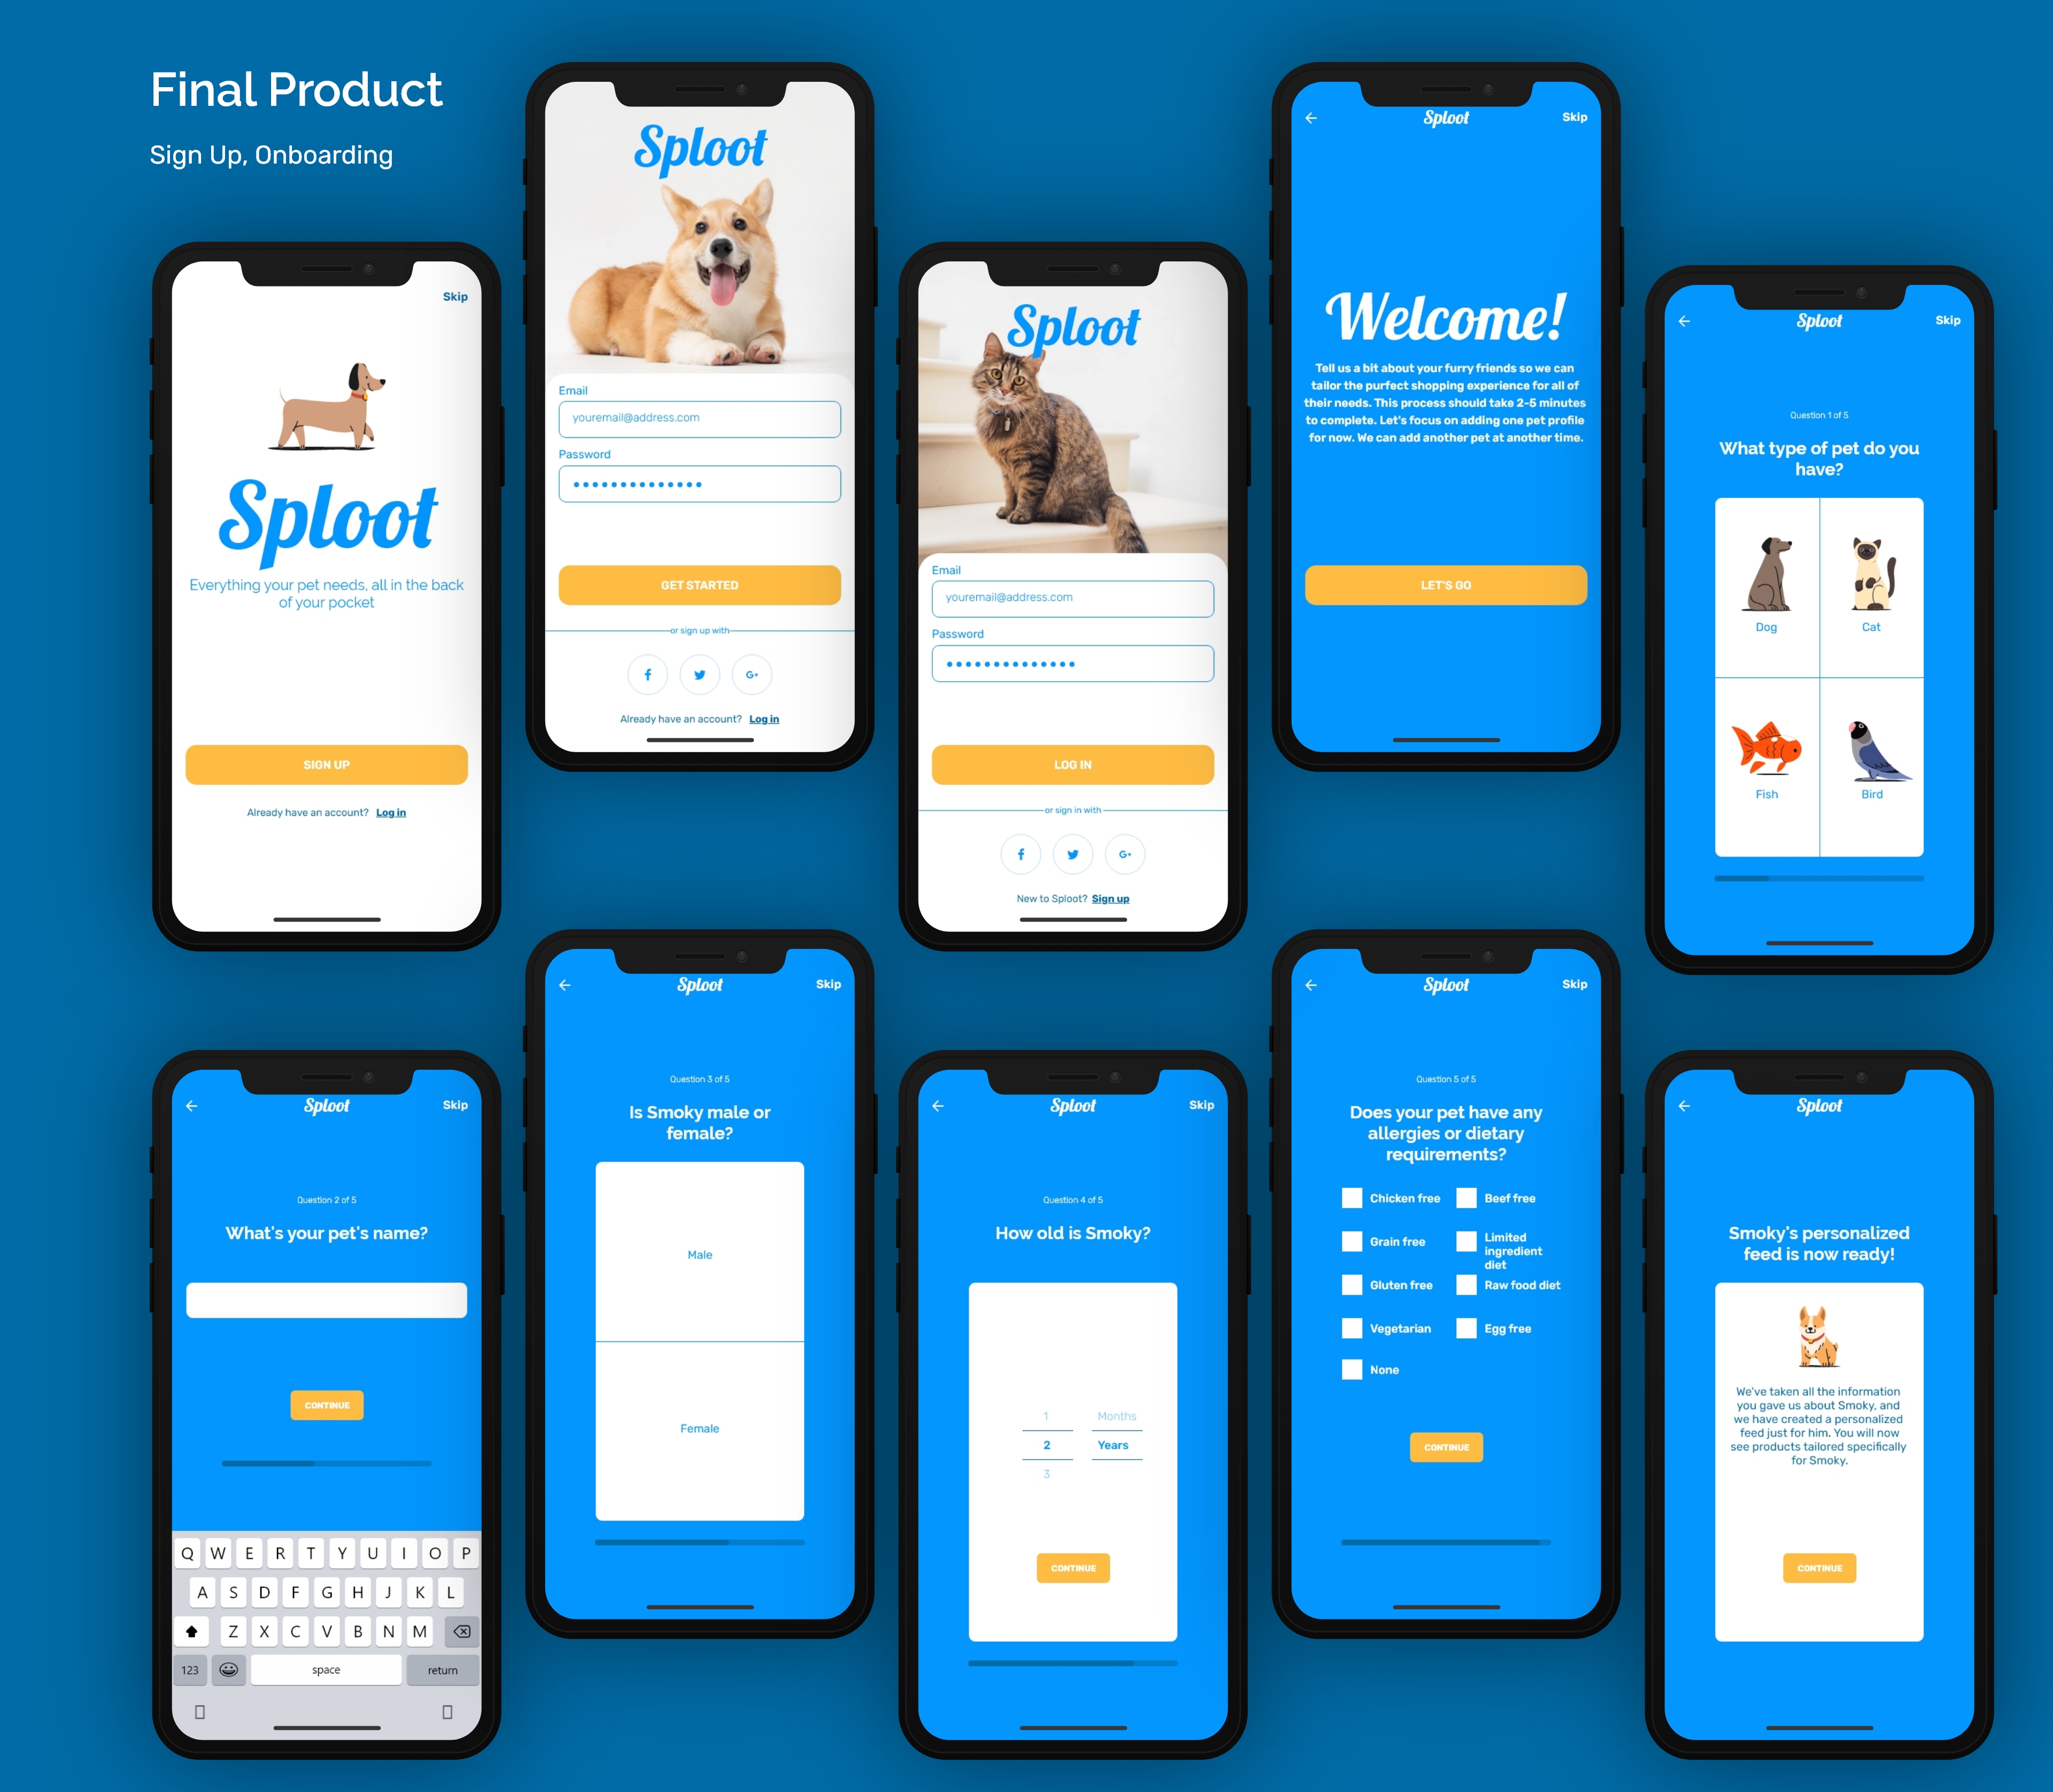 Final Product
Sign Up, Onboarding
Skip
Sploot
Everything your pet needs, all in the back
of your pocket
SIGN UP
Already have an account? Log in
Sploot
Email
youremail@address.com
Password
GET STARTED
or sign up with
f
G+
Already have an account? Log in
Sploot
Email
youremail@address.com
Password
LOG IN
or sign in with
f
G+
New to Sploot? Sign up
Sploot
Skip
Welcome!
Tell us a bit about your furry friends so we can
tailor the purfect shopping experience for all of
their needs. This process should take 2-5 minutes
to complete. Let's focus on adding one pet profile
for now. We can add another pet at another time.
LET'S GO
Sploot
Skip
Question 1 of 5
What type of pet do you
have?
Dog
Cat
Fish
Bird
Sploot
Skip
Question 2 of 5
What's your pet's name?
CONTINUE
Q W E R T Y U I O P
A S D F G H J K L
Z X C V B N M
123
space
return
Sploot
Skip
Question 3 of 5
Is Smoky male or
female?
Male
Female
Sploot
Skip
Question 4 of 5
How old is Smoky?
1 Months
2 Years
3
CONTINUE
Sploot
Skip
Question 5 of 5
Does your pet have any
allergies or dietary
requirements?
Chicken free
Beef free
Grain free
Limited
ingredient
diet
Gluten free
Raw food diet
Vegetarian
Egg free
None
CONTINUE
Sploot
Smoky's personalized
feed is now ready!
We've taken all the information
you gave us about Smoky, and
we have created a personalized
feed just for him. You will now
see products tailored specifically
for Smoky.
CONTINUE